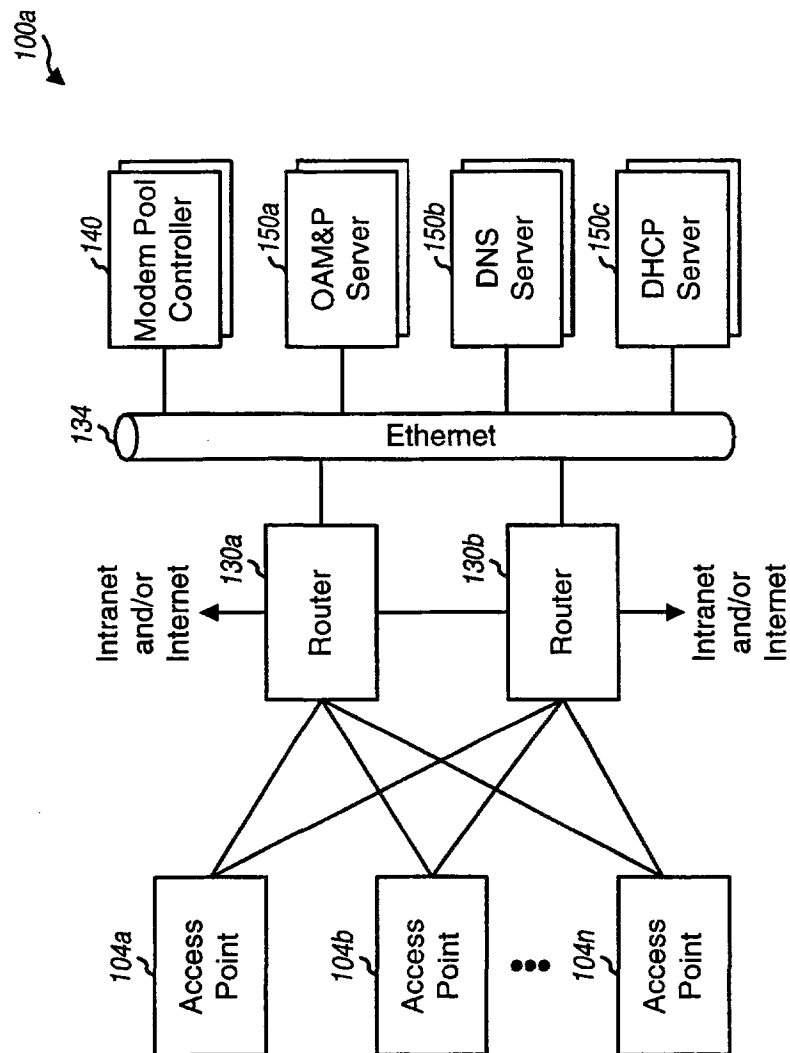 100a
104a
Access
Point
104b
Access
Point
•••
104n
Access
Point
Intranet
and/or
Internet
130a
Router
130b
Router
Intranet
and/or
Internet
134
Ethernet
140
Modem Pool
Controller
150a
OAM&P
Server
150b
DNS
Server
150c
DHCP
Server